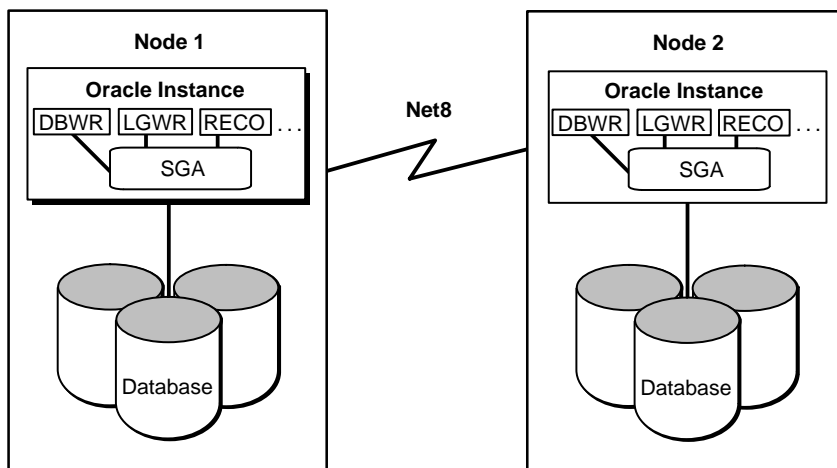 Node 1
Oracle Instance
DBWR LGWR RECO ...
SGA
Database
Net8
Node 2
Oracle Instance
DBWR LGWR RECO ...
SGA
Database